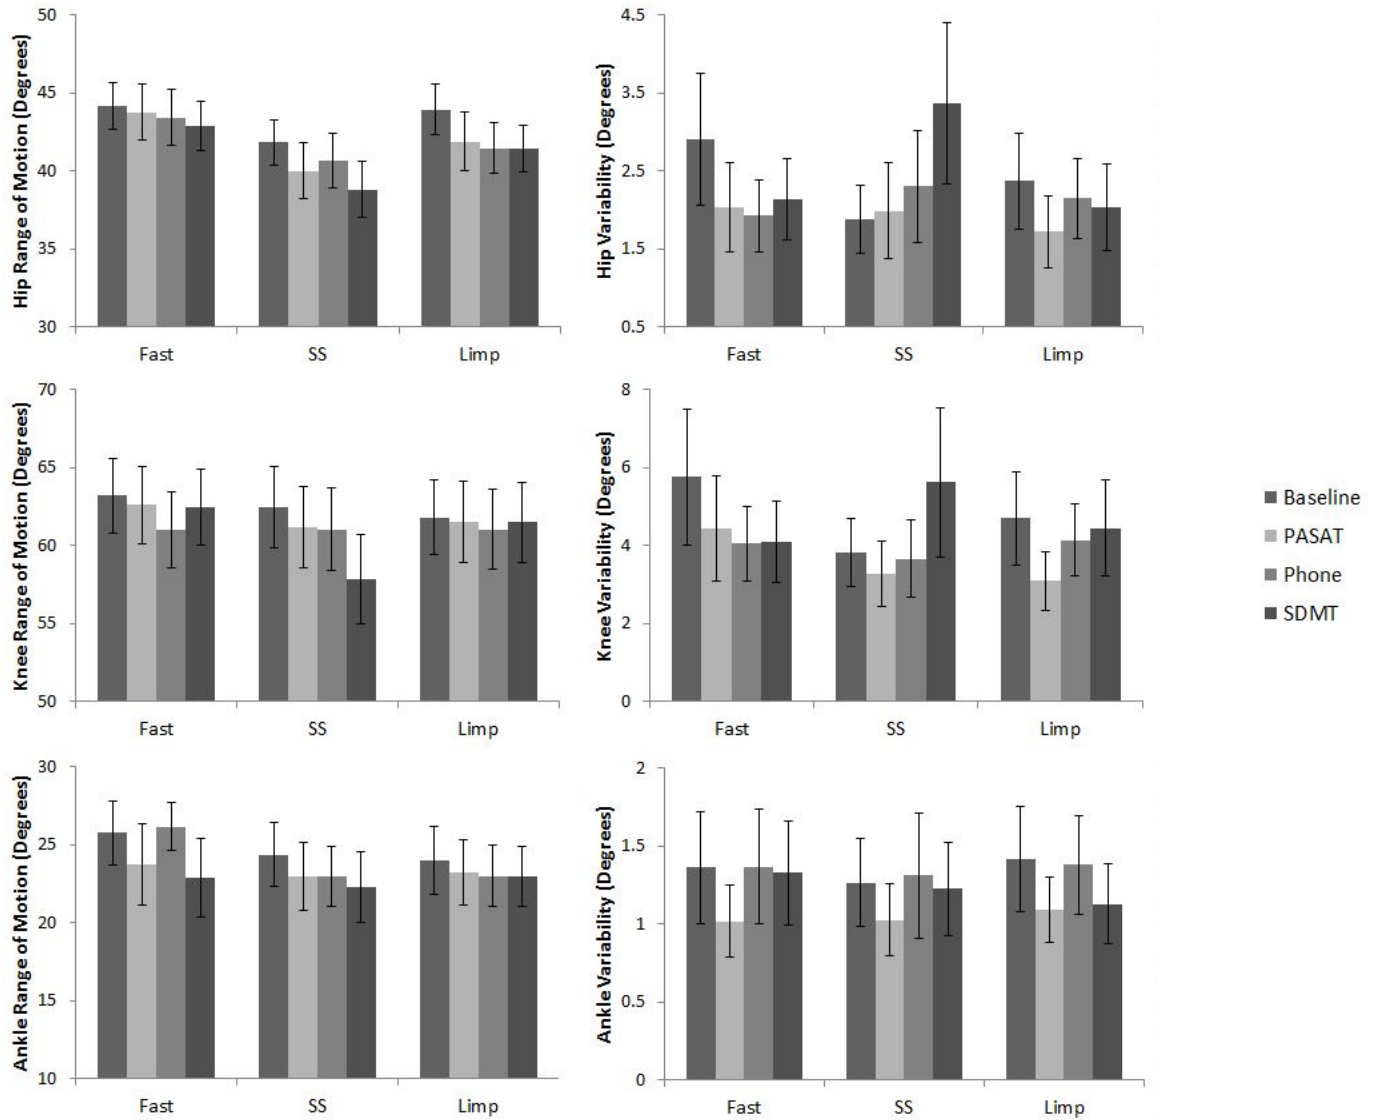 Hip Range of Motion (Degrees)
50
45
40
35
30
Fast SS Limp
Hip Variability (Degrees)
4.5
3.5
2.5
1.5
0.5
Fast SS Limp
Knee Range of Motion (Degrees)
70
65
60
55
50
Fast SS Limp
Knee Variability (Degrees)
8
6
4
2
0
Fast SS Limp
Baseline
PASAT
Phone
SDMT
Ankle Range of Motion (Degrees)
30
25
20
15
10
Fast SS Limp
Ankle Variability (Degrees)
2
1.5
1
0.5
0
Fast SS Limp